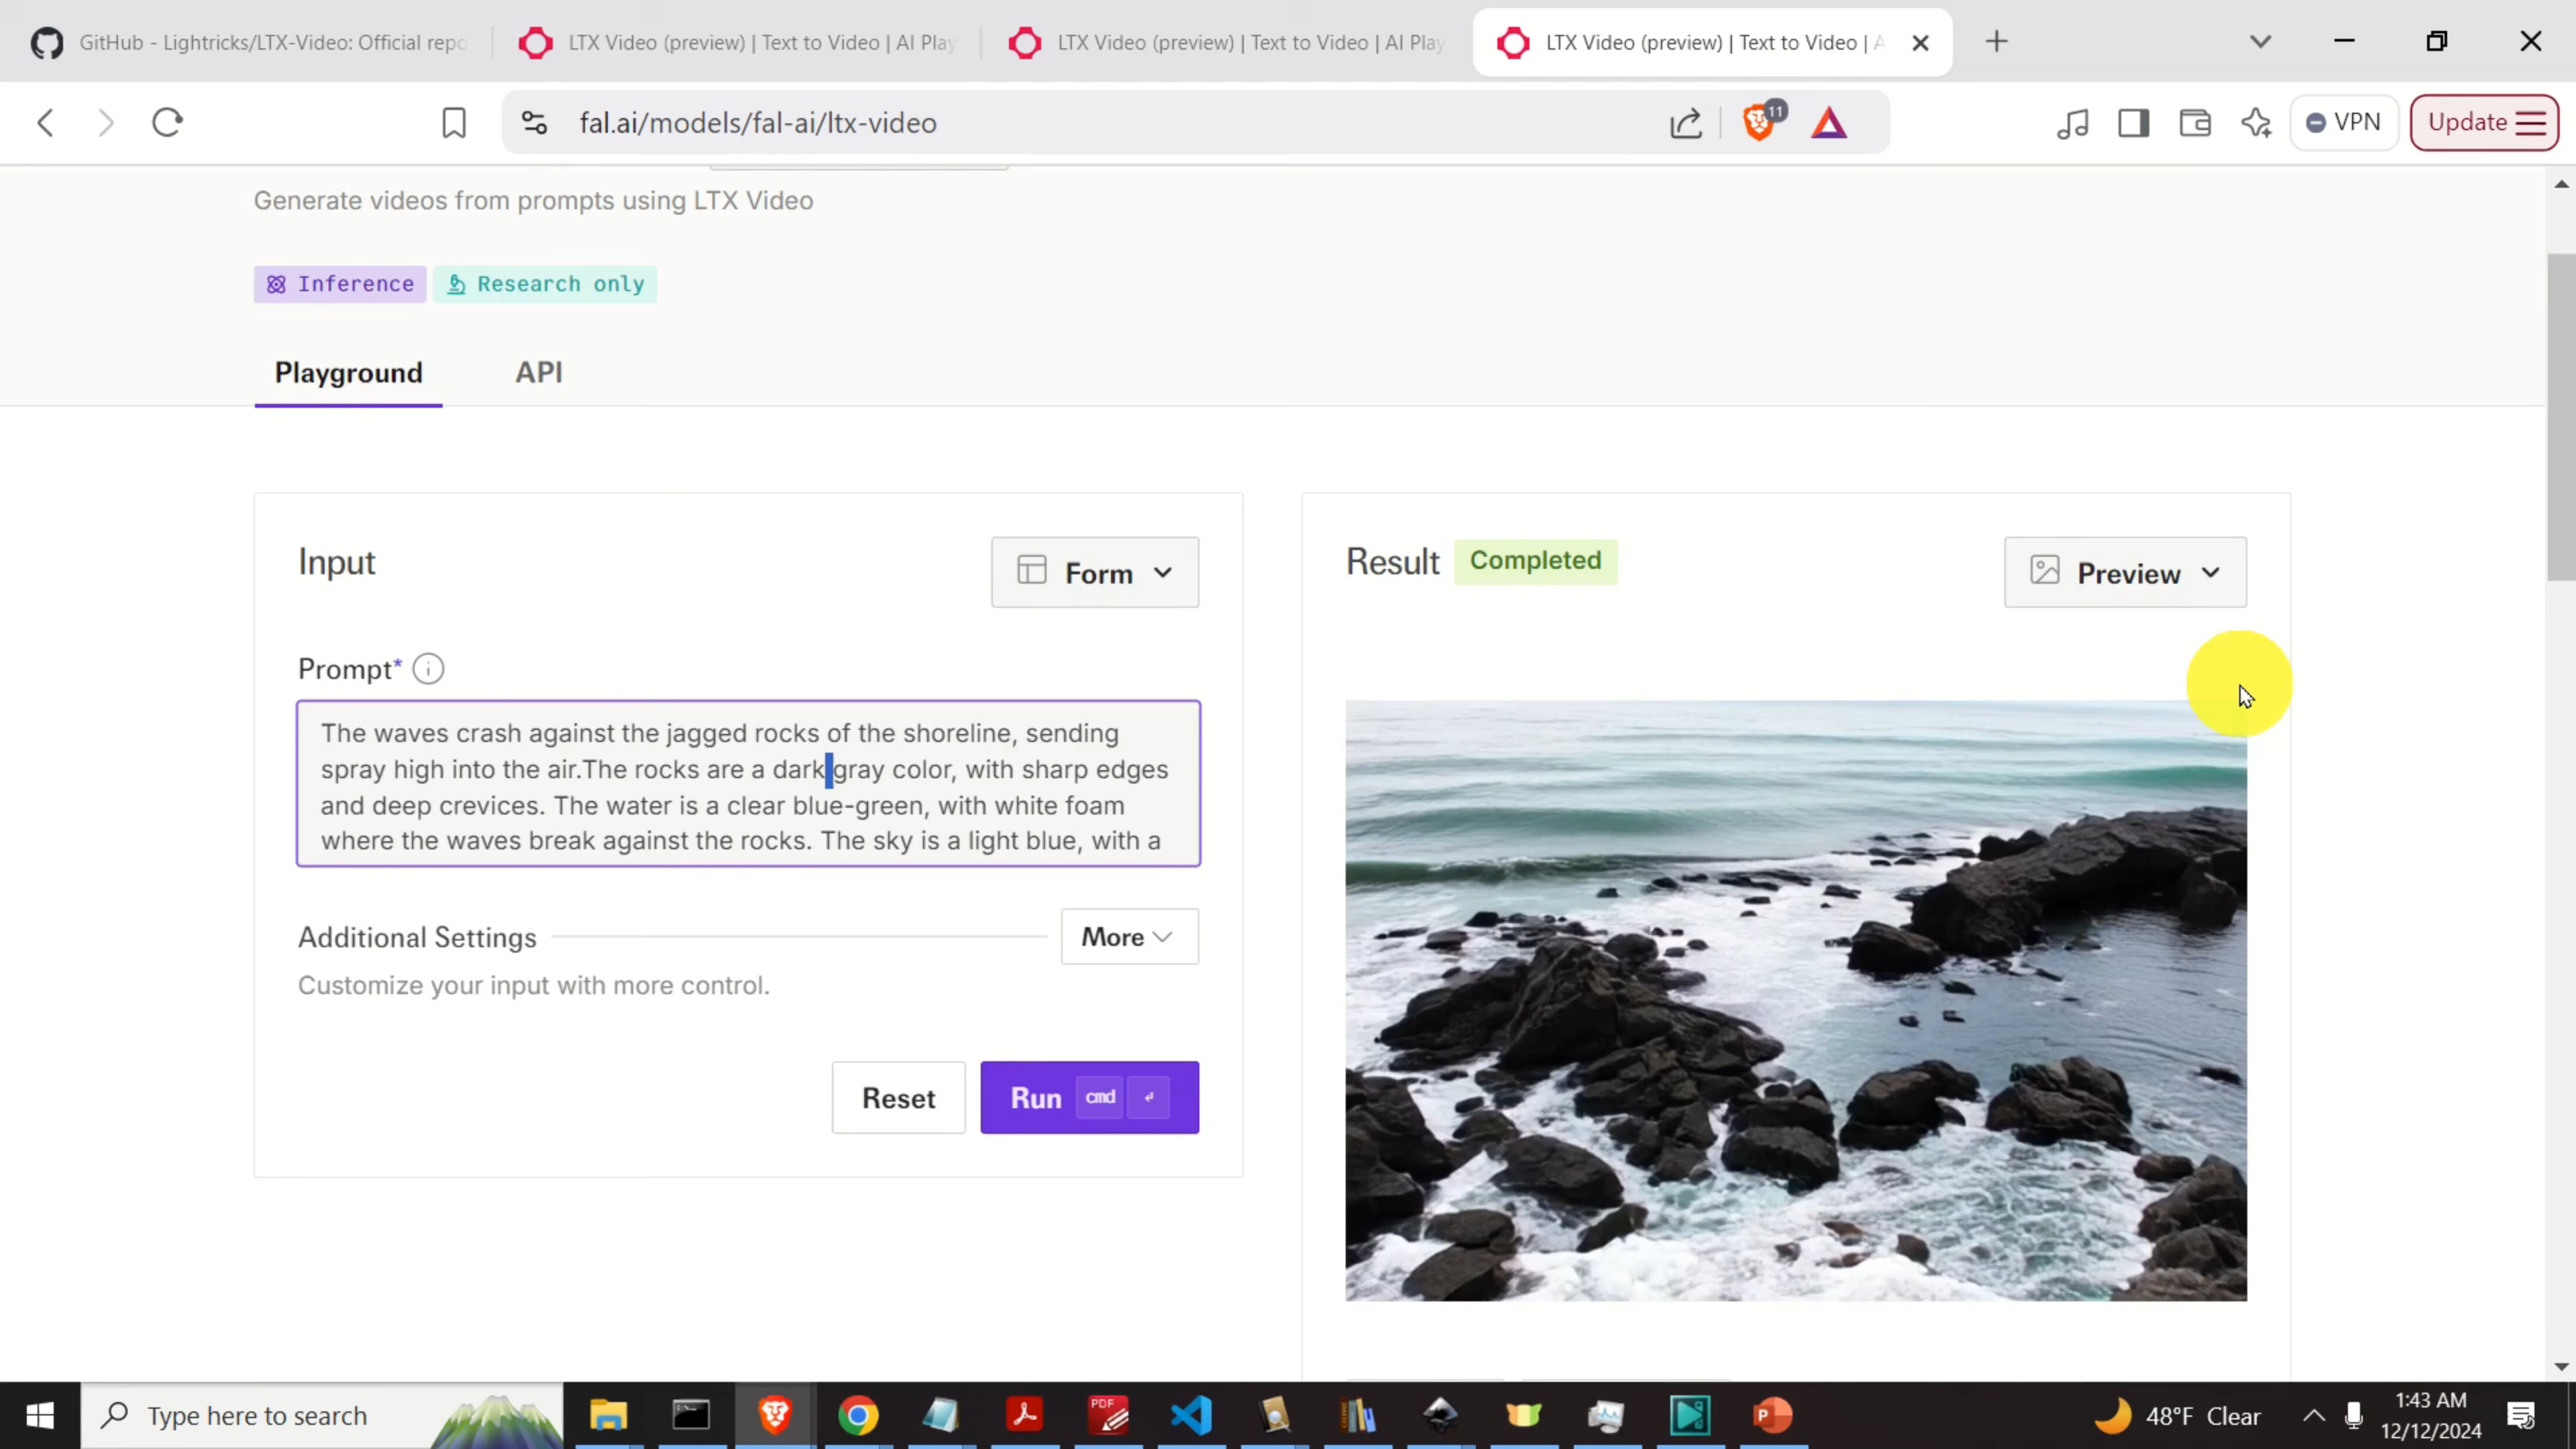 GitHub - Lightricks/LTX-Video: Official repo
LTX Video (preview) | Text to Video | AI Play
LTX Video (preview) | Text to Video | AI Play
LTX Video (preview) | Text to Video | A
fal.ai/models/fal-ai/ltx-video
11
VPN
Update
Generate videos from prompts using LTX Video
Inference
Research only
Playground
API
Input
Form
Result
Completed
Preview
Prompt*
The waves crash against the jagged rocks of the shoreline, sending
spray high into the air.The rocks are a dark gray color, with sharp edges
and deep crevices. The water is a clear blue-green, with white foam
where the waves break against the rocks. The sky is a light blue, with a
Additional Settings
More
Customize your input with more control.
Reset
Run
cmd
Type here to search
PDF
48°F Clear
1:43 AM
12/12/2024